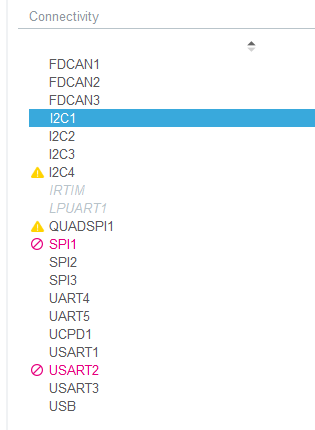 Connectivity
FDCAN1
FDCAN2
FDCAN3
I2C1
I2C2
I2C3
I2C4
IRTIM
LPUART1
QUADSPI1
SPI1
SPI2
SPI3
UART4
UART5
UCPD1
USART1
USART2
USART3
USB